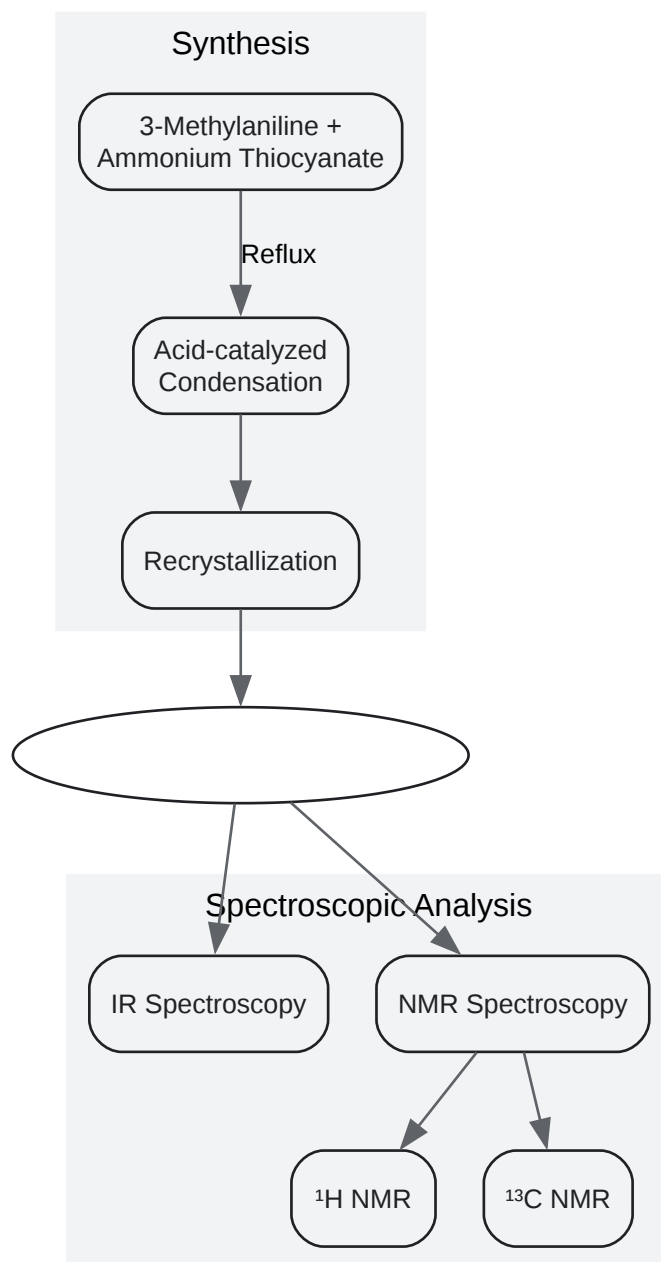 Synthesis
3-Methylaniline +
Ammonium Thiocyanate
Reflux
Acid-catalyzed
Condensation
Recrystallization
Spectroscopic Analysis
IR Spectroscopy
NMR Spectroscopy
¹H NMR
¹³C NMR